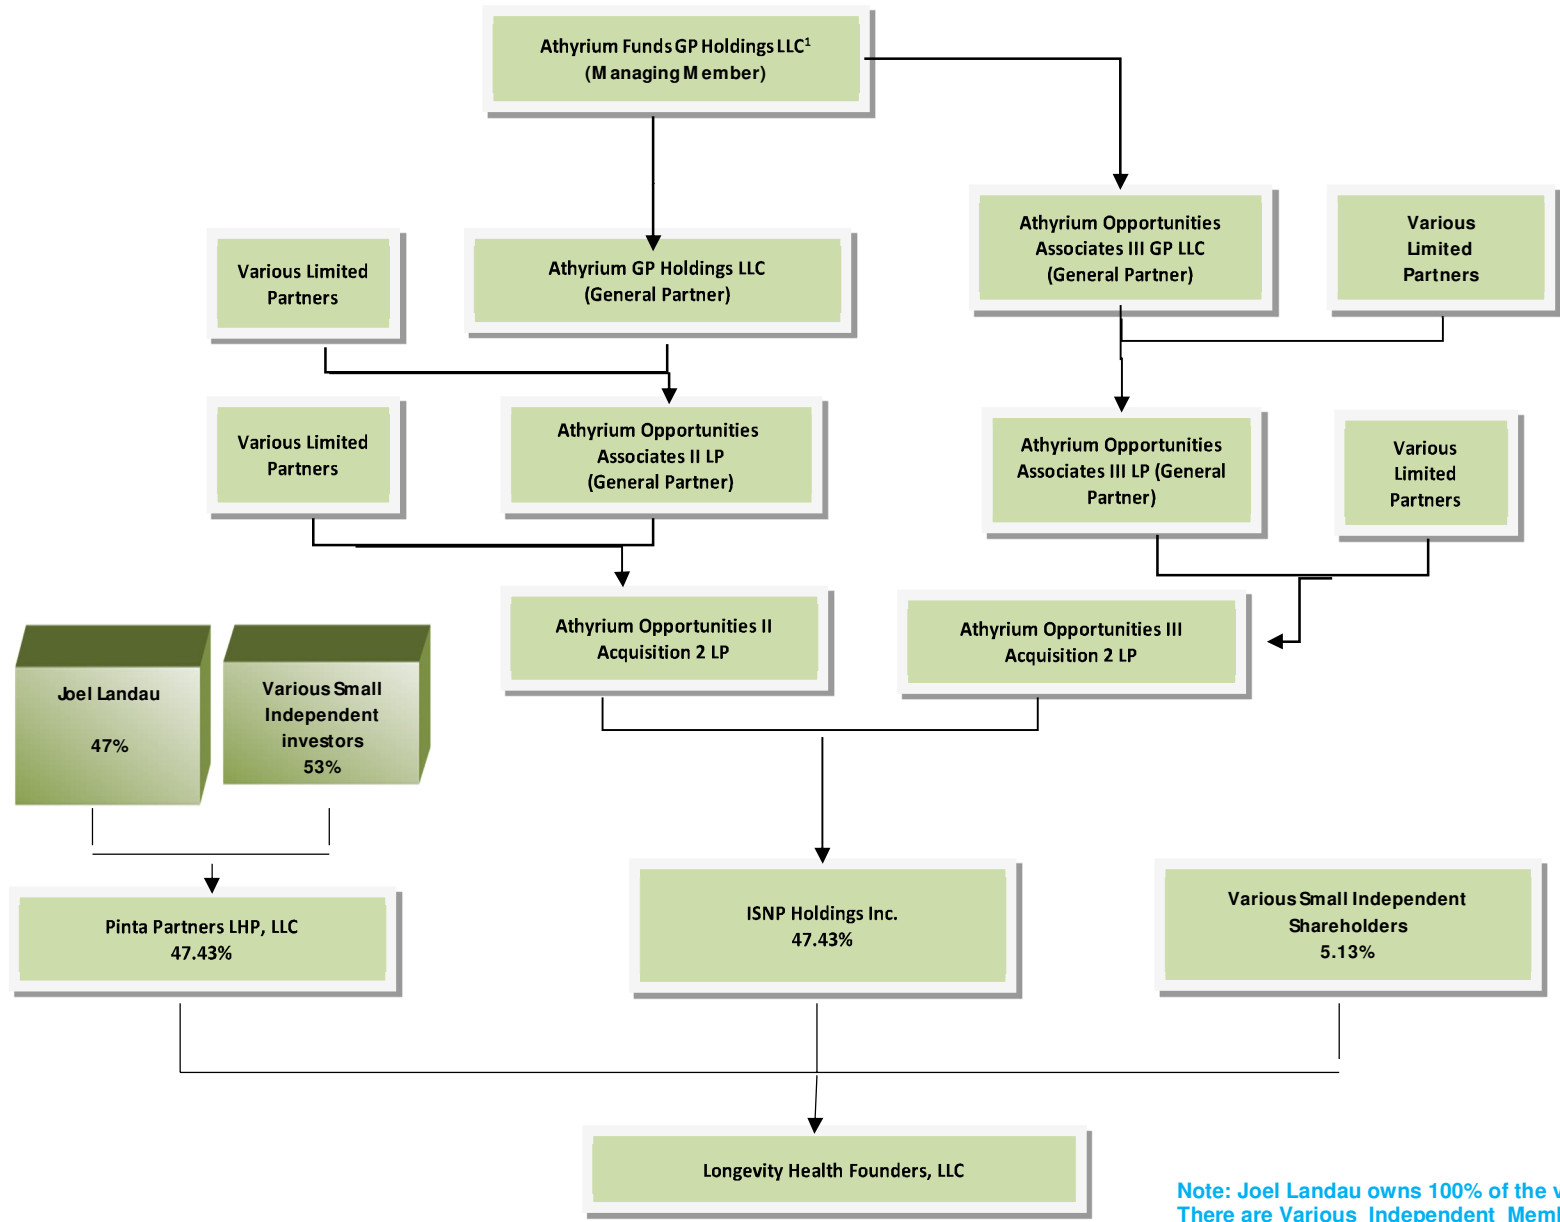 Athyrium Funds GP Holdings LLC¹
(Managing Member)
Athyrium Opportunities
Associates III GP LLC
(General Partner)
Various
Limited
Partners
Various Limited
Partners
Athyrium GP Holdings LLC
(General Partner)
Various Limited
Partners
Athyrium Opportunities
Associates II LP
(General Partner)
Athyrium Opportunities
Associates III LP (General
Partner)
Various
Limited
Partners
Athyrium Opportunities II
Acquisition 2 LP
Athyrium Opportunities III
Acquisition 2 LP
Joel Landau
47%
Various Small
Independent
investors
53%
Pinta Partners LHP, LLC
47.43%
ISNP Holdings Inc.
47.43%
Various Small Independent
Shareholders
5.13%
Longevity Health Founders, LLC
Note: Joel Landau owns 100% of the
There are Various Independent